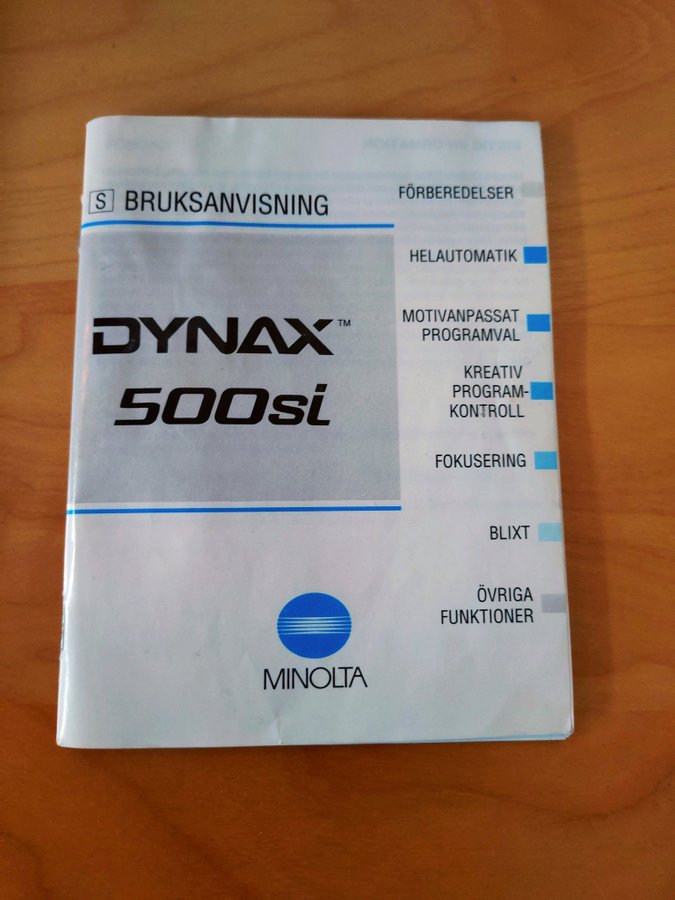 S BRUKSANVISNING
DYNAX™
500si
MINOLTA
FÖRBEREDELSER
HELAUTOMATIK
MOTIVANPASSAT
PROGRAMVAL
KREATIV
PROGRAM-
KONTROLL
FOKUSERING
BLIXT
ÖVRIGA
FUNKTIONER